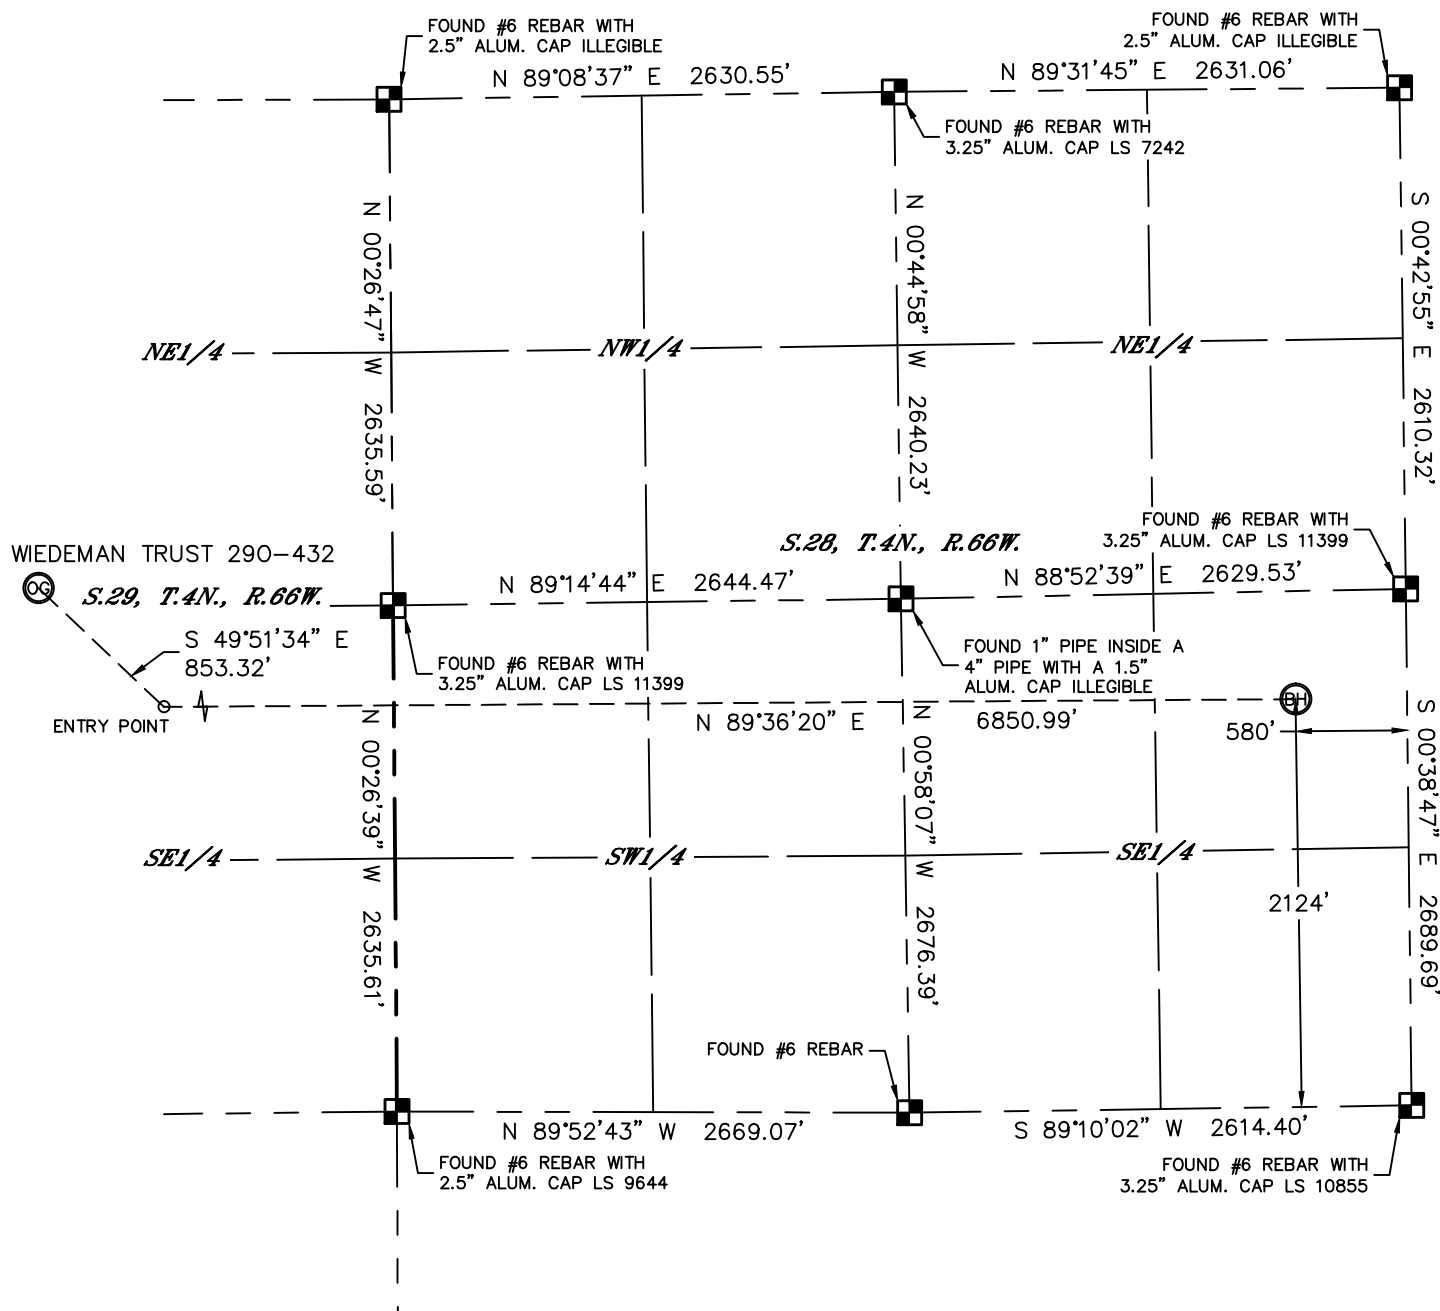 FOUND #6 REBAR WITH
2.5" ALUM. CAP ILLEGIBLE
FOUND #6 REBAR WITH
2.5" ALUM. CAP ILLEGIBLE
N 89°08'37" E 2630.55'
N 89°31'45" E 2631.06'
FOUND #6 REBAR WITH
3.25" ALUM. CAP LS 7242
N 00°26'47" W 2635.59'
N 00°44'58" W 2640.23'
S 00°42'55" E 2610.32'
NE1/4
NW1/4
NE1/4
WIEDEMAN TRUST 290-432
OG
S.29, T.4N., R.66W.
S.28, T.4N., R.66W.
FOUND #6 REBAR WITH
3.25" ALUM. CAP LS 11399
N 89°14'44" E 2644.47'
N 88°52'39" E 2629.53'
S 49°51'34" E
853.32'
FOUND #6 REBAR WITH
3.25" ALUM. CAP LS 11399
FOUND 1" PIPE INSIDE A
4" PIPE WITH A 1.5"
ALUM. CAP ILLEGIBLE
ENTRY POINT
N 89°36'20" E 6850.99'
BH
580'
N 00°26'39" W 2635.61'
N 00°58'07" W 2676.39'
S 00°38'47" E 2689.69'
SE1/4
SW1/4
SE1/4
2124'
FOUND #6 REBAR
N 89°52'43" W 2669.07'
S 89°10'02" W 2614.40'
FOUND #6 REBAR WITH
2.5" ALUM. CAP LS 9644
FOUND #6 REBAR WITH
3.25" ALUM. CAP LS 10855